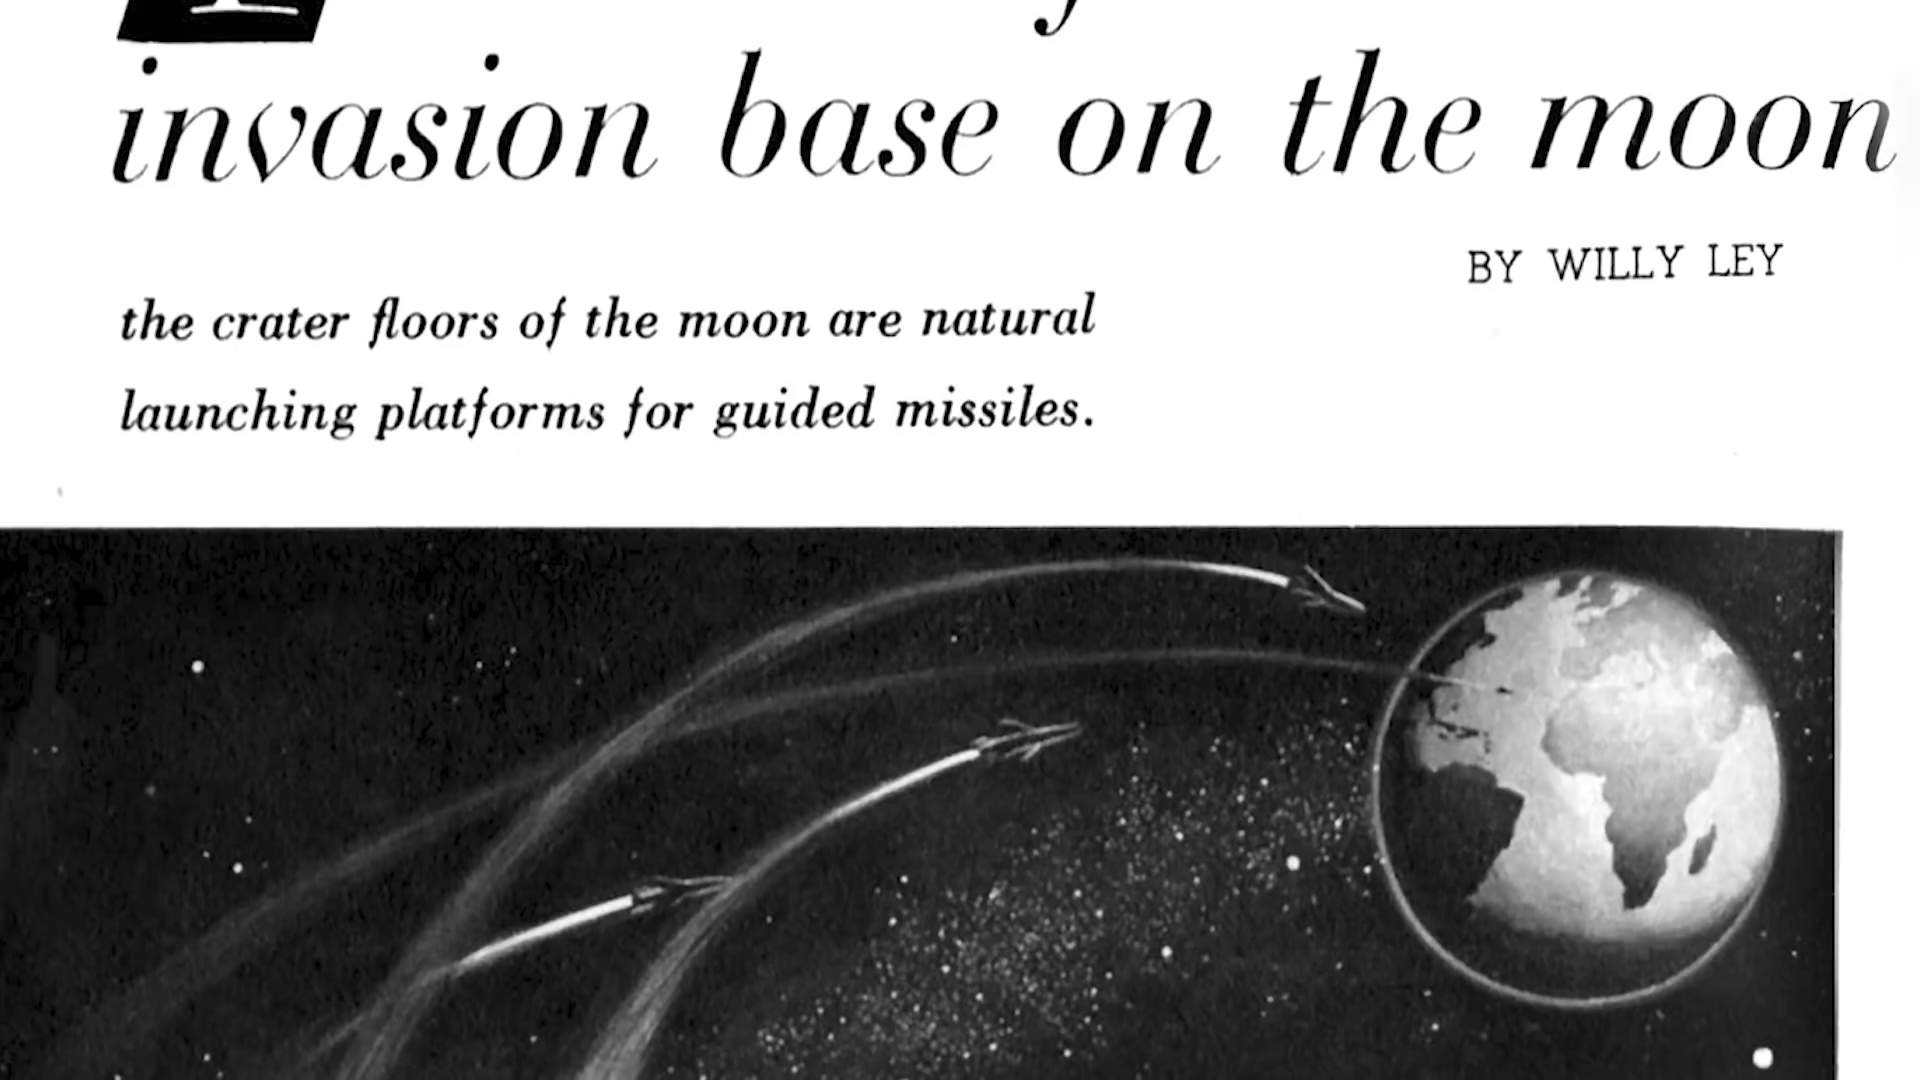 invasion base on the moon
BY WILLY LEY
the crater floors of the moon are natural
launching platforms for guided missiles.